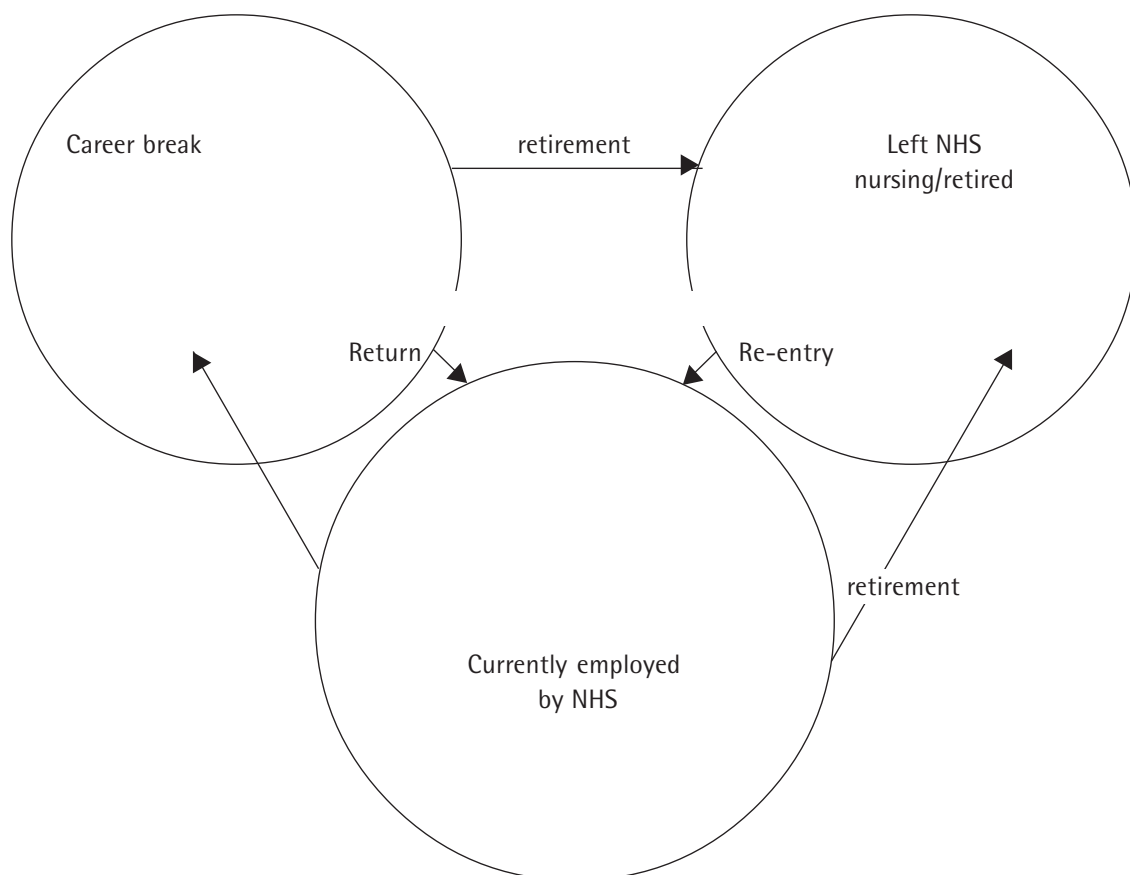 Career break
retirement
Left NHS
nursing/retired
Return
Re-entry
retirement
Currently employed
by NHS